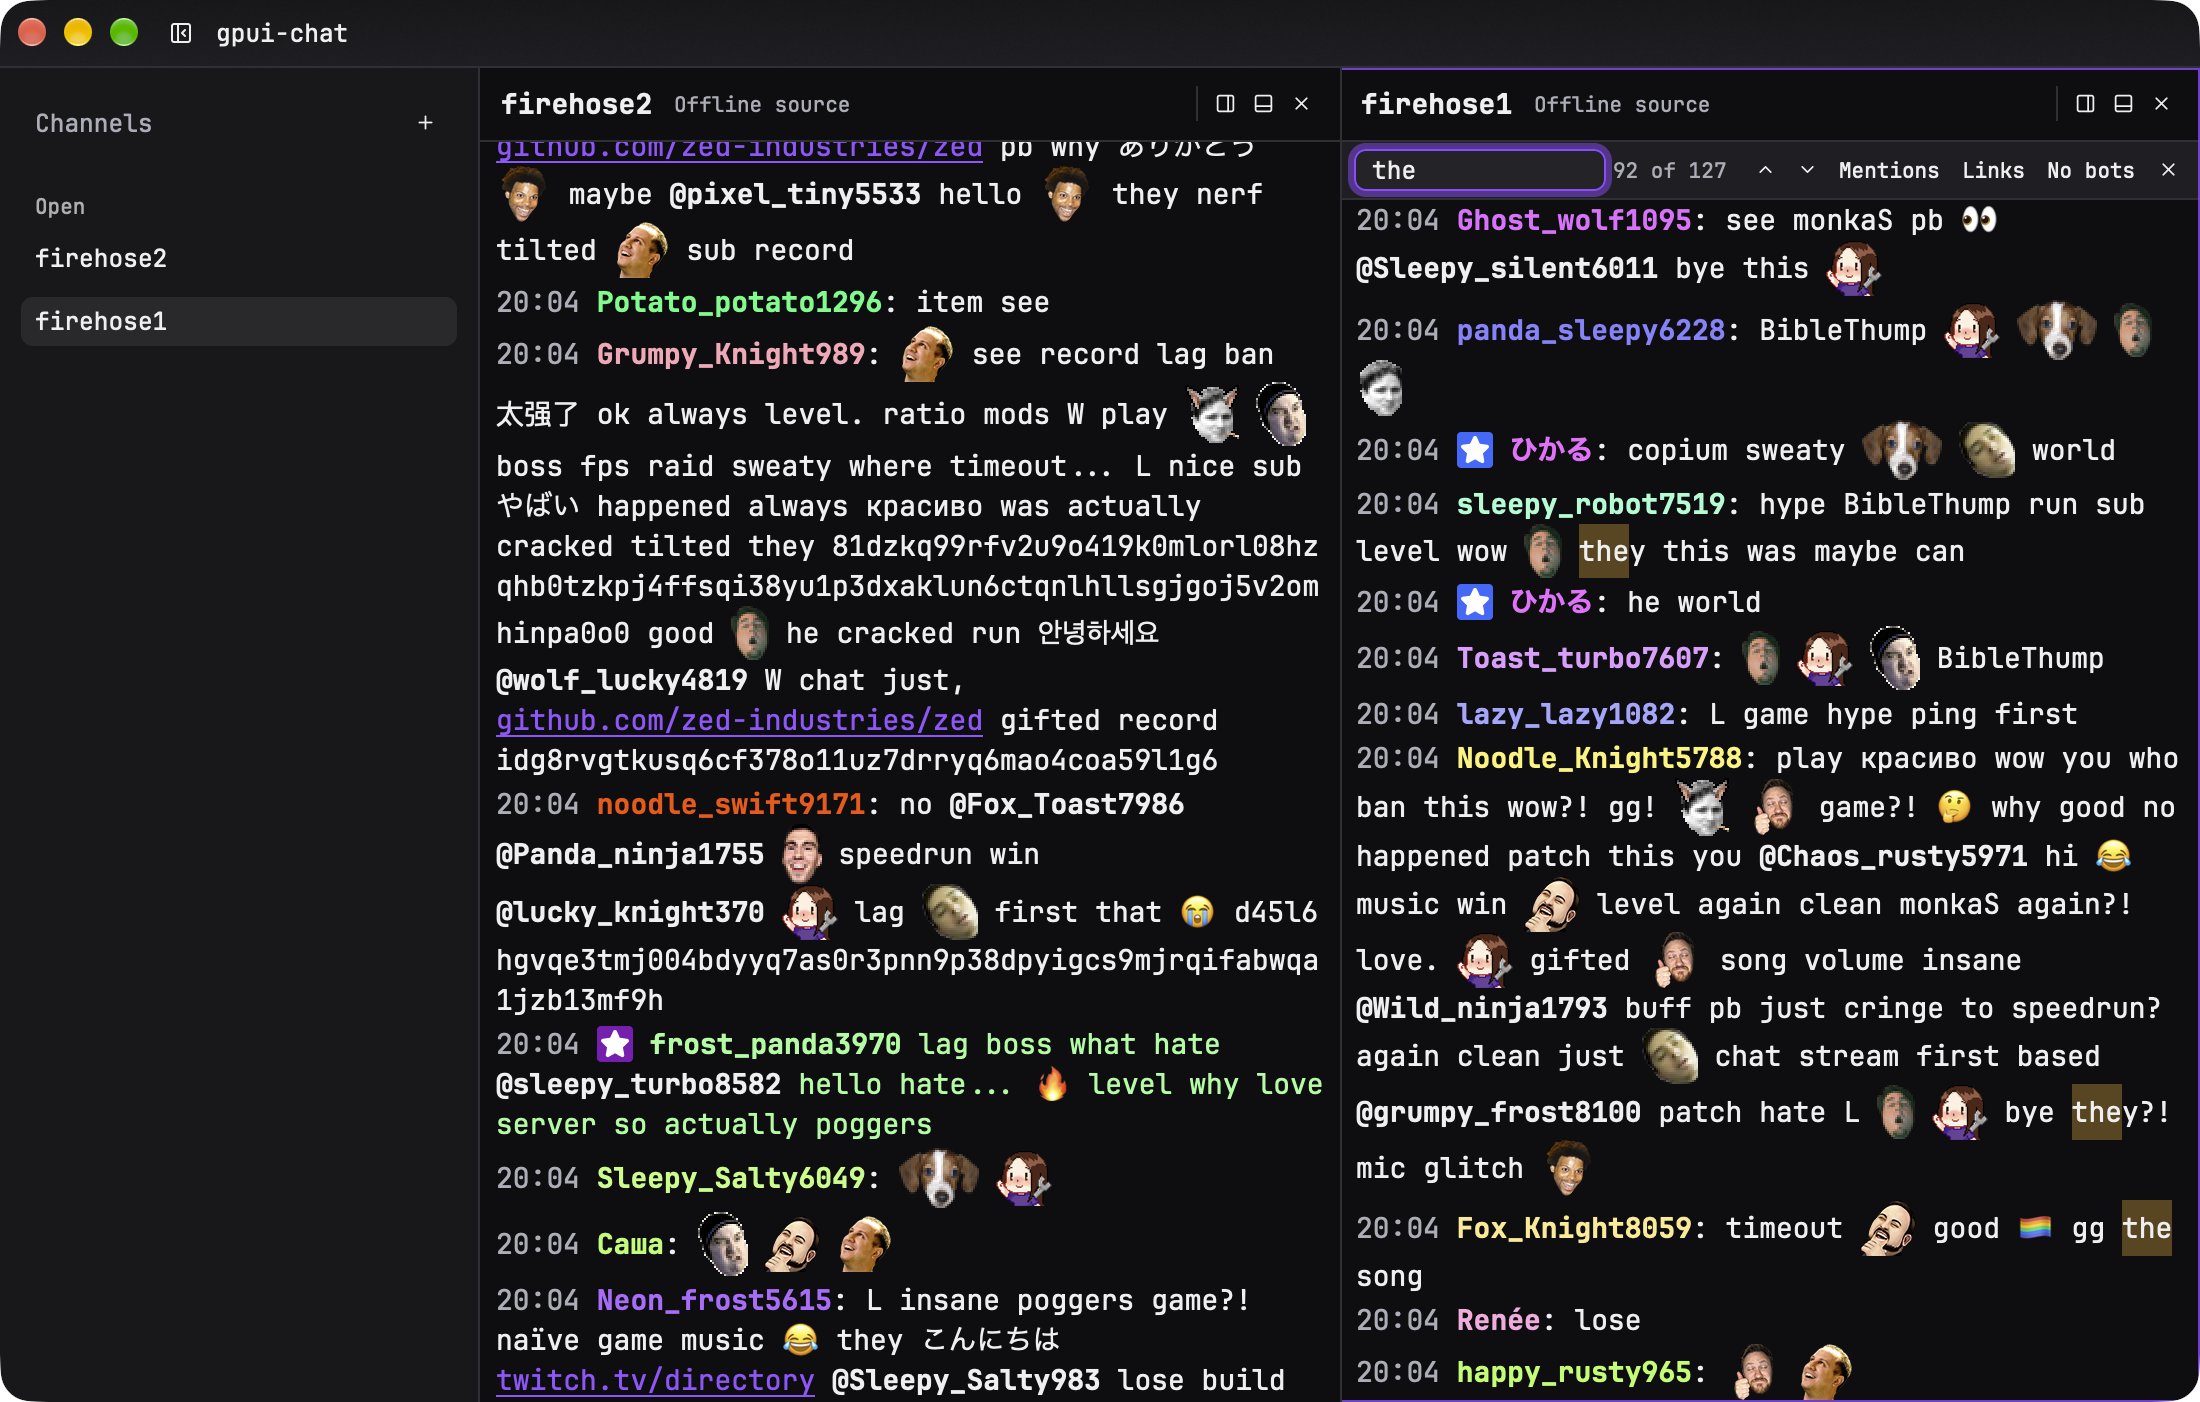 gpui-chat
Channels
Open
firehose2
firehose1
firehose2 Offline source
github.com/zed-industries/zed pb why ありがとう
maybe @pixel_tiny5533 hello they nerf
tilted sub record
20:04 Potato_potato1296: item see
20:04 Grumpy_Knight989: see record lag ban
太强了 ok always level. ratio mods W play
boss fps raid sweaty where timeout... L nice sub
やばい happened always красиво was actually
cracked tilted they 81dzkq99rfv2u9o419k0mlorl08hz
qhb0tzkpj4ffsqi38yu1p3dxaklun6ctqnlhllsgjgoj5v2om
hinpa0o0 good he cracked run 안녕하세요
@wolf_lucky4819 W chat just,
github.com/zed-industries/zed gifted record
idg8rvgtkusq6cf378o11uz7drryq6mao4coa59l1g6
20:04 noodle_swift9171: no @Fox_Toast7986
@Panda_ninja1755 speedrun win
@lucky_knight370 lag first that 😭 d45l6
hgvqe3tmj004bdyyq7as0r3pnn9p38dpyigcs9mjrqifabwqa
1jzb13mf9h
20:04 frost_panda3970 lag boss what hate
@sleepy_turbo8582 hello hate... 🔥 level why love
server so actually poggers
20:04 Sleepy_Salty6049:
20:04 Саша:
20:04 Neon_frost5615: L insane poggers game?!
naïve game music 😂 they こんにちは
twitch.tv/directory @Sleepy_Salty983 lose build
firehose1 Offline source
the 92 of 127 Mentions Links No bots
20:04 Ghost_wolf1095: see monkaS pb 👀
@Sleepy_silent6011 bye this
20:04 panda_sleepy6228: BibleThump
20:04 ひかる: copium sweaty world
20:04 sleepy_robot7519: hype BibleThump run sub
level wow they this was maybe can
20:04 ひかる: he world
20:04 Toast_turbo7607: BibleThump
20:04 lazy_lazy1082: L game hype ping first
20:04 Noodle_Knight5788: play красиво wow you who
ban this wow?! gg! game?! 🤔 why good no
happened patch this you @Chaos_rusty5971 hi 😂
music win level again clean monkaS again?!
love. gifted song volume insane
@Wild_ninja1793 buff pb just cringe to speedrun?
again clean just chat stream first based
@grumpy_frost8100 patch hate L bye they?!
mic glitch
20:04 Fox_Knight8059: timeout good 🏳️‍🌈 gg the
song
20:04 Renée: lose
20:04 happy_rusty965: